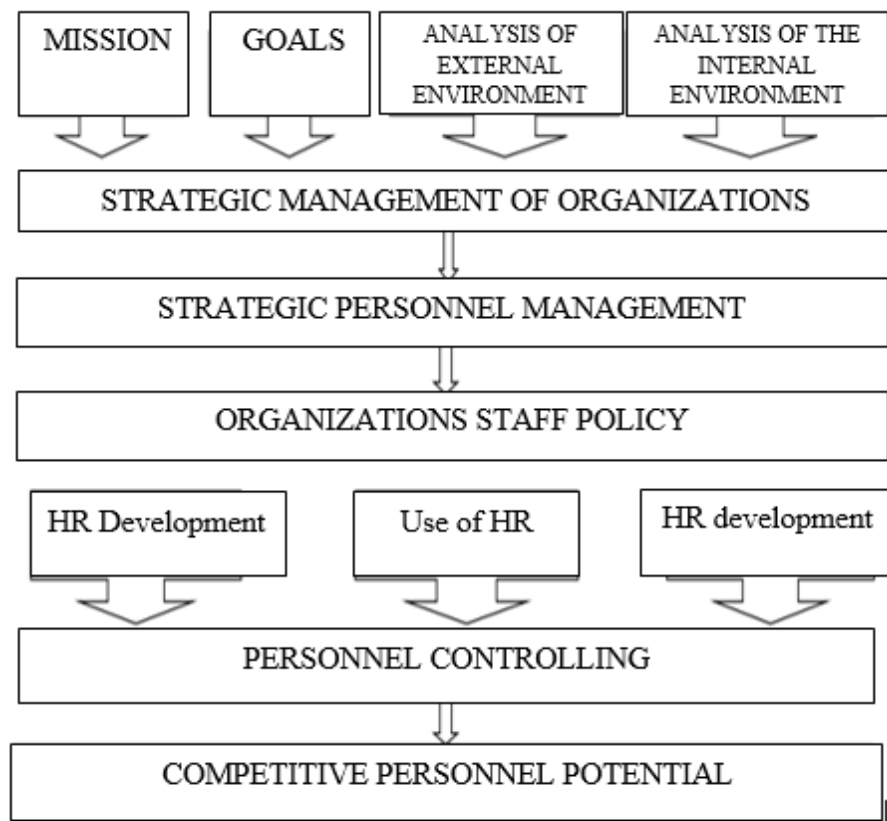 MISSION
GOALS
ANALYSIS OF
EXTERNAL
ENVIRONMENT
ANALYSIS OF THE
INTERNAL
ENVIRONMENT
STRATEGIC MANAGEMENT OF ORGANIZATIONS
STRATEGIC PERSONNEL MANAGEMENT
ORGANIZATIONS STAFF POLICY
HR Development
Use of HR
HR development
PERSONNEL CONTROLLING
COMPETITIVE PERSONNEL POTENTIAL